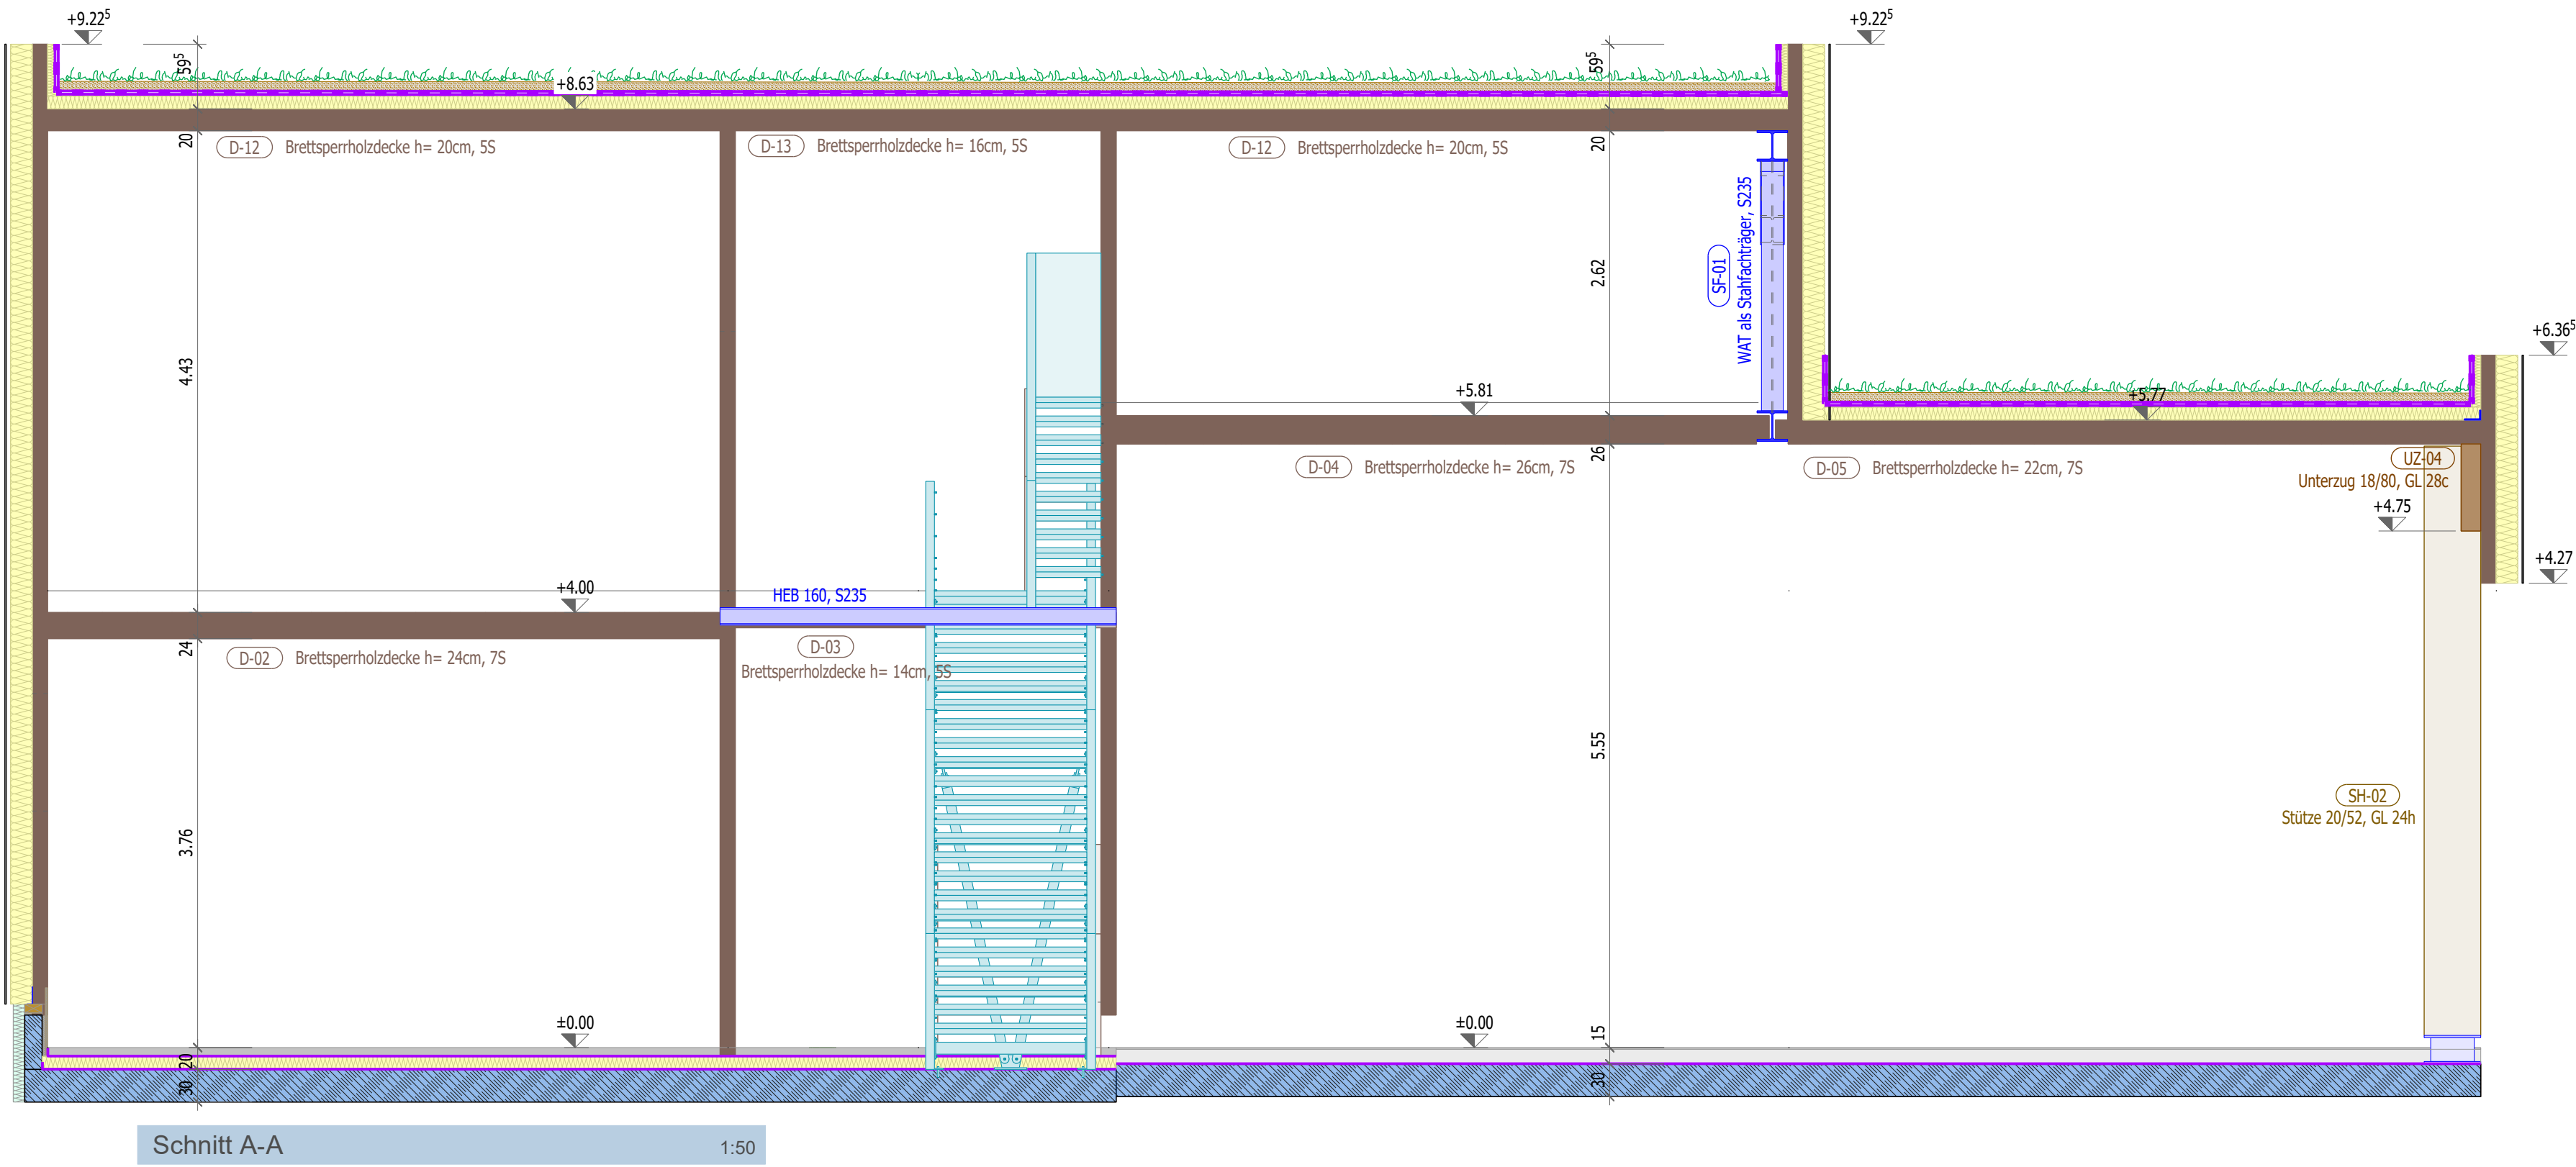 +9.22⁵
+9.22⁵
59⁵
59⁵
+8.63
20
D-12 Brettsperrholzdecke h= 20cm, 5S
D-13 Brettsperrholzdecke h= 16cm, 5S
D-12 Brettsperrholzdecke h= 20cm, 5S
20
SF-01
WAT als Stahfachträger, S235
2.62
4.43
+6.36⁵
+5.81
+5.77
26
D-04 Brettsperrholzdecke h= 26cm, 7S
D-05 Brettsperrholzdecke h= 22cm, 7S
UZ-04
Unterzug 18/80, GL 28c
+4.75
+4.27
+4.00
HEB 160, S235
24
D-02 Brettsperrholzdecke h= 24cm, 7S
D-03
Brettsperrholzdecke h= 14cm, 5S
5.55
3.76
SH-02
Stütze 20/52, GL 24h
±0.00
±0.00
15
20
30
30
Schnitt A-A 1:50